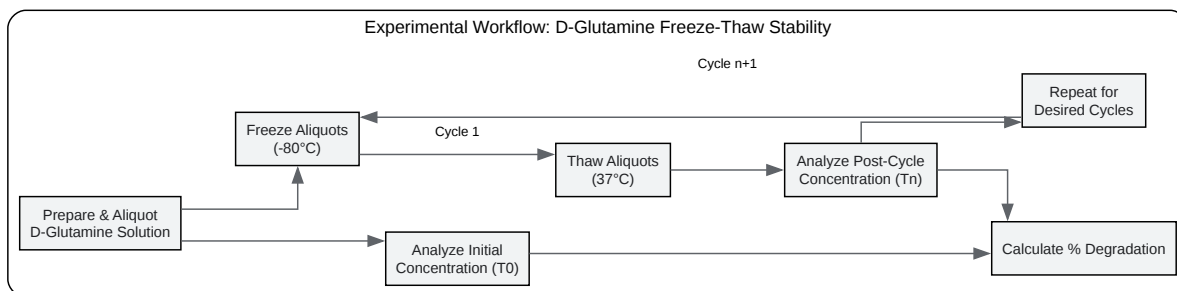 Experimental Workflow: D-Glutamine Freeze-Thaw Stability
Cycle n+1
Repeat for
Desired Cycles
Freeze Aliquots
(-80°C)
Cycle 1
Thaw Aliquots
(37°C)
Analyze Post-Cycle
Concentration (Tn)
Prepare & Aliquot
D-Glutamine Solution
Analyze Initial
Concentration (T0)
Calculate % Degradation